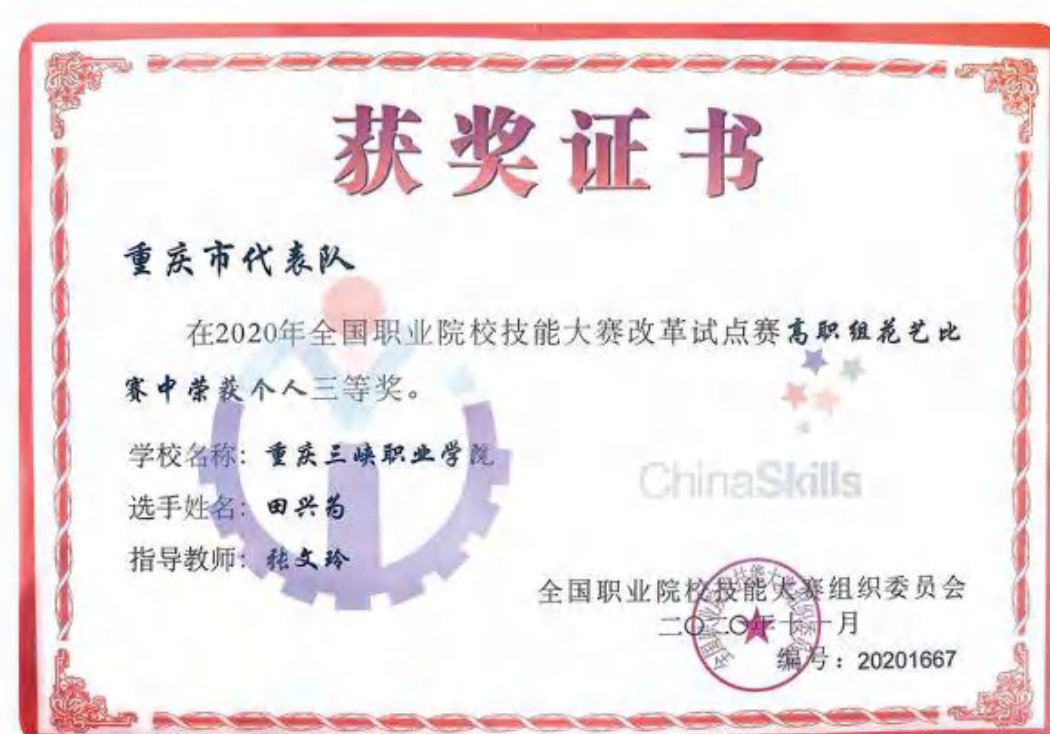 获奖证书
重庆市代表队
在2020年全国职业院校技能大赛改革试点赛高职组花艺比
赛中荣获个人三等奖。
学校名称：重庆三峡职业学院
选手姓名：田兴为
指导教师：张文玲
ChinaSkills
全国职业院校技能大赛组织委员会
二〇二〇年十一月
编号：20201667